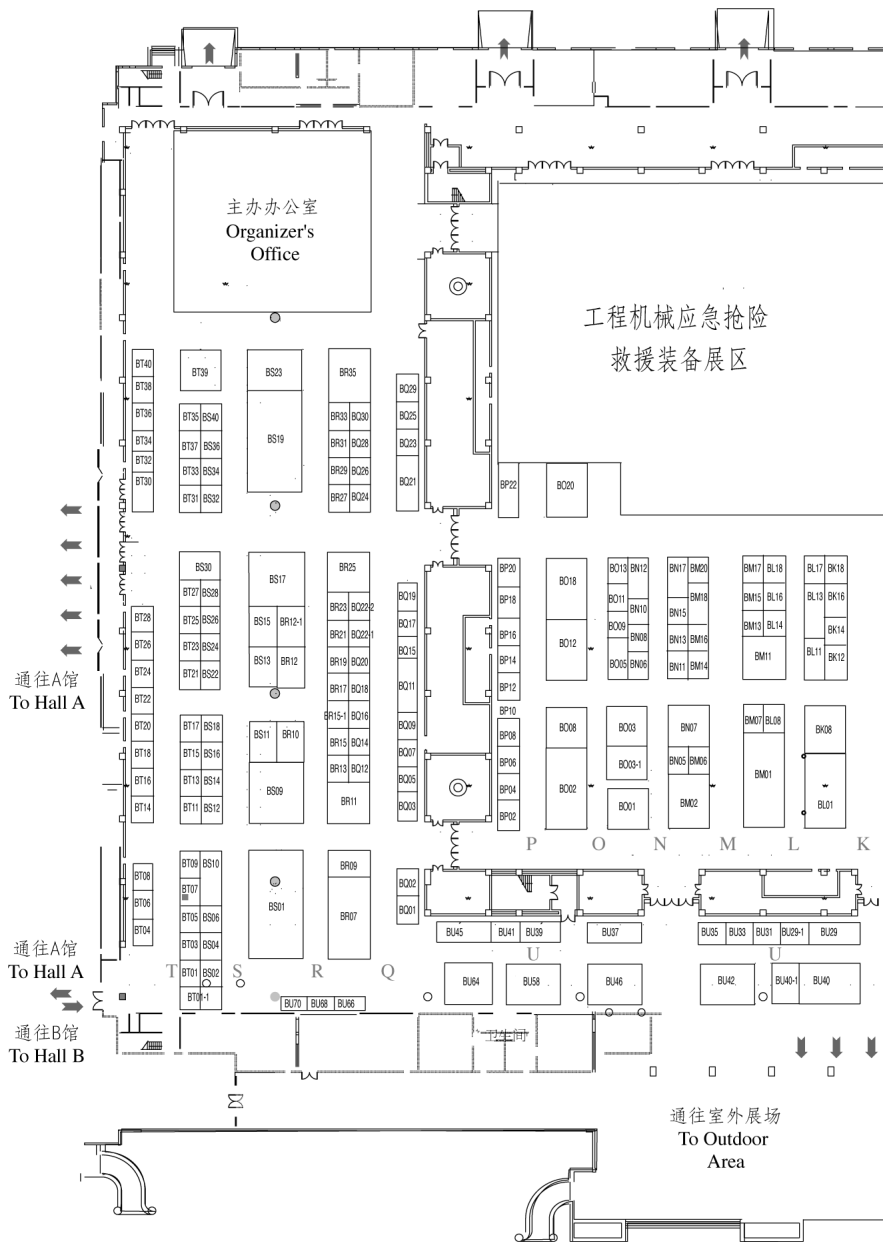 主办办公室
Organizer's
Office
工程机械应急抢险
救援装备展区
BT40
BT38
BT36
BT34
BT32
BT30
BT39
BT35 BS40
BT37 BS36
BT33 BS34
BT31 BS32
BS23
BS19
BR35
BR33 BQ30
BR31 BQ28
BR29 BQ26
BR27 BQ24
BQ29
BQ25
BQ23
BQ21
BP22
BO20
BT28
BT26
BT24
BT22
BT20
BT18
BT16
BT14
BS30
BT27 BS28
BT25 BS26
BT23 BS24
BT21 BS22
BS17
BS15 BR12-1
BS13 BR12
BR25
BR23 BQ22-2
BR21 BQ22-1
BR19 BQ20
BR17 BQ18
BR15-1 BQ16
BR15 BQ14
BR13 BQ12
BR11
BQ19
BQ17
BQ15
BQ11
BQ09
BQ07
BQ05
BQ03
BT17 BS18
BT15 BS16
BT13 BS14
BT11 BS12
BS11 BR10
BS09
BP20
BP18
BP16
BP14
BP12
BP10
BP08
BP06
BP04
BP02
BO18
BO12
BO13 BN12
BO11
BN10
BO09
BN08
BO05 BN06
BN17 BM20
BM18
BN15
BN13 BM16
BN11 BM14
BM17 BL18
BM15 BL16
BM13 BL14
BM11
BL17 BK18
BL13 BK16
BK14
BL11 BK12
BO08
BO02
BO03
BO03-1
BO01
BN07
BN05 BM06
BM02
BM07 BL08
BM01
BK08
BL01
通往A馆
To Hall A
P O N M L K
BT08
BT06
BT04
BT09 BS10
BT07
BT05 BS06
BT03 BS04
BT01 BS02
BT01-1
BS01
BR09
BR07
BQ02
BQ01
BU45 BU41 BU39 BU37 BU35 BU33 BU31 BU29-1 BU29
U U
T S R Q
BU64 BU58 BU46 BU42 BU40-1 BU40
BU70 BU68 BU66
通往A馆
To Hall A
通往B馆
To Hall B
卫生间
通往室外展场
To Outdoor
Area